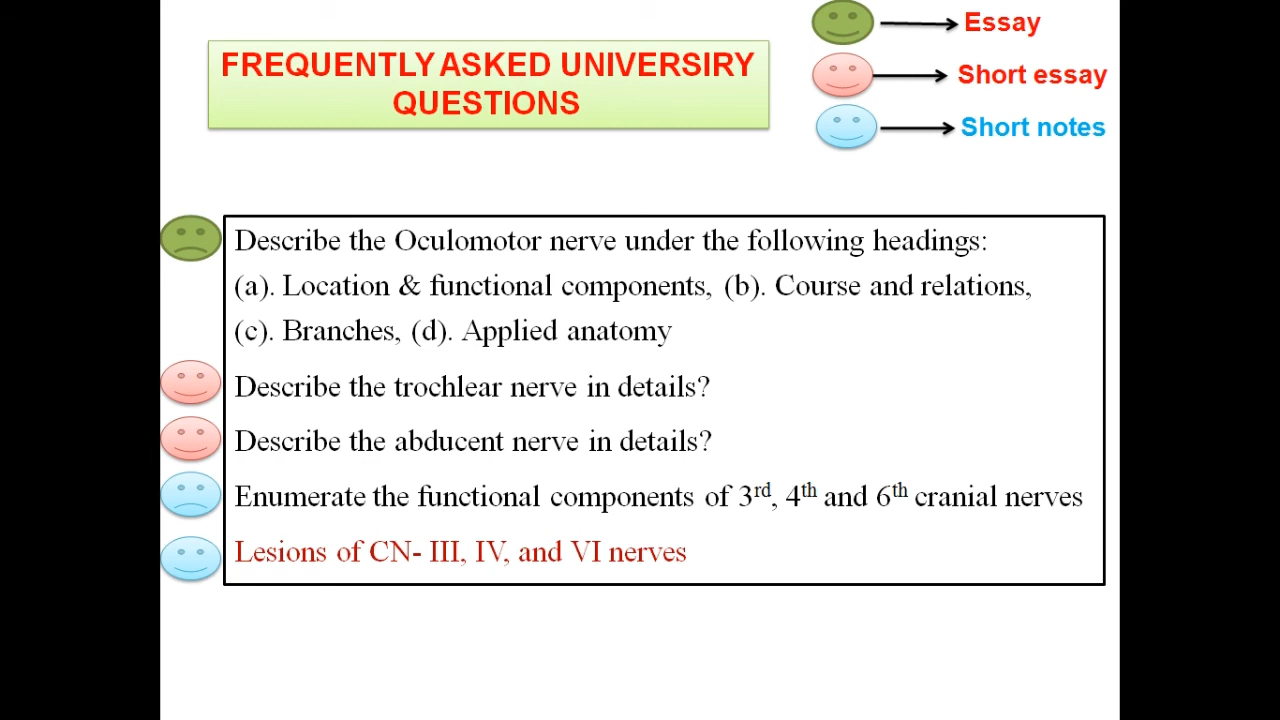 Essay
FREQUENTLY ASKED UNIVERSIRY
QUESTIONS
Short essay
Short notes
Describe the Oculomotor nerve under the following headings:
(a). Location & functional components, (b). Course and relations,
(c). Branches, (d). Applied anatomy
Describe the trochlear nerve in details?
Describe the abducent nerve in details?
Enumerate the functional components of 3rd, 4th and 6th cranial nerves
Lesions of CN- III, IV, and VI nerves